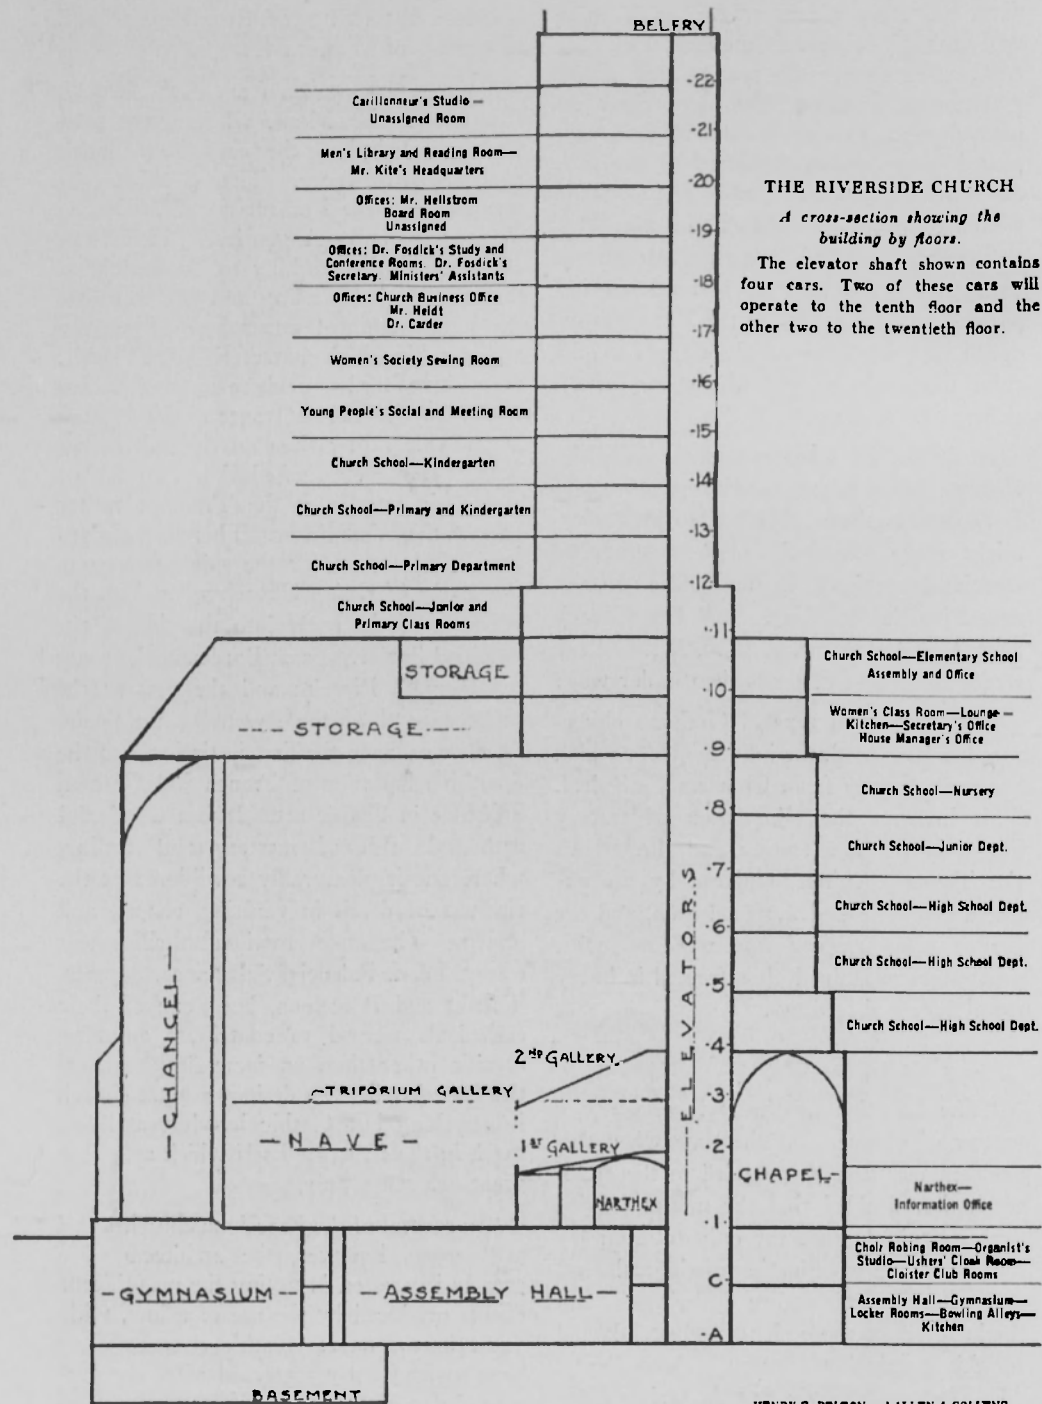 BELFRY
Carillonneur's Studio —
Unassigned Room
Men's Library and Reading Room—
Mr. Kite's Headquarters
Offices: Mr. Hellstrom
Board Room
Unassigned
Offices: Dr. Fosdick's Study and
Conference Rooms. Dr. Fosdick's
Secretary. Ministers' Assistants
Offices: Church Business Office
Mr. Heidt
Dr. Carder
Women's Society Sewing Room
Young People's Social and Meeting Room
Church School—Kindergarten
Church School—Primary and Kindergarten
Church School—Primary Department
Church School—Junior and
Primary Class Rooms
-22
-21
-20
-19
-18
-17
-16
-15
-14
-13
-12
-11
-10
-9
-8
-7
-6
-5
-4
-3
-2
-1
C
-A
THE RIVERSIDE CHURCH
A cross-section showing the
building by floors.
The elevator shaft shown contains
four cars. Two of these cars will
operate to the tenth floor and the
other two to the twentieth floor.
STORAGE
---- STORAGE ----
Church School—Elementary School
Assembly and Office
Women's Class Room—Lounge—
Kitchen—Secretary's Office
House Manager's Office
Church School—Nursery
Church School—Junior Dept.
Church School—High School Dept.
Church School—High School Dept.
Church School—High School Dept.
ELEVATORS
—CHANCEL—
2ND GALLERY
TRIFORIUM GALLERY
— NAVE —
1ST GALLERY
NARTHEX
CHAPEL—
Narthex—
Information Office
Choir Robing Room—Organist's
Studio—Ushers' Cloak Room—
Cloister Club Rooms
Assembly Hall—Gymnasium—
Locker Rooms—Bowling Alleys—
Kitchen
—GYMNASIUM—
— ASSEMBLY HALL —
BASEMENT